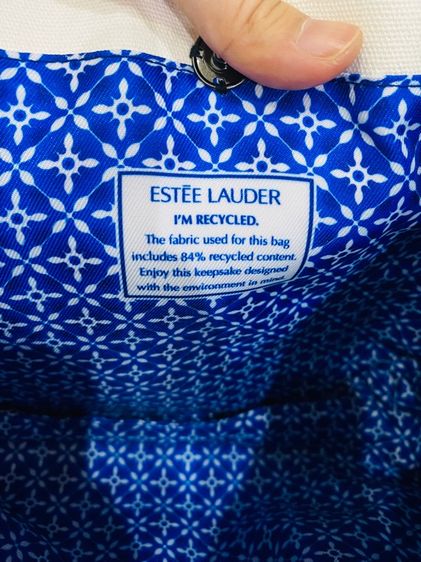 ESTĒE LAUDER
I'M RECYCLED.
The fabric used for this bag
includes 84% recycled content.
Enjoy this keepsake designed
with the environment in mind.